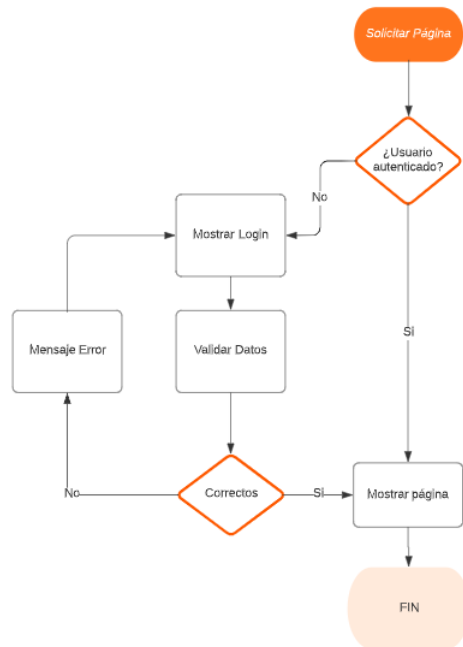 Solicitar Página
¿Usuario
autenticado?
No
Mostrar Login
Si
Mensaje Error
Validar Datos
No
Correctos
Si
Mostrar página
FIN